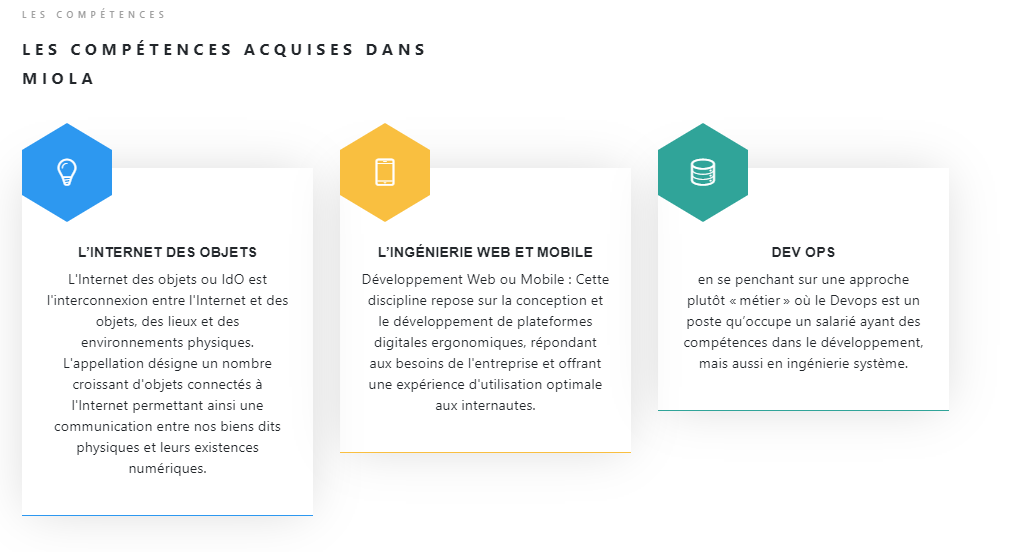 LES COMPÉTENCES
LES COMPÉTENCES ACQUISES DANS
MIOLA
L'INTERNET DES OBJETS
L'Internet des objets ou IdO est
l'interconnexion entre l'Internet et des
objets, des lieux et des
environnements physiques.
L'appellation désigne un nombre
croissant d'objets connectés à
l'Internet permettant ainsi une
communication entre nos biens dits
physiques et leurs existences
numériques.
L'INGÉNIERIE WEB ET MOBILE
Développement Web ou Mobile : Cette
discipline repose sur la conception et
le développement de plateformes
digitales ergonomiques, répondant
aux besoins de l'entreprise et offrant
une expérience d'utilisation optimale
aux internautes.
DEV OPS
en se penchant sur une approche
plutôt « métier » où le Devops est un
poste qu’occupe un salarié ayant des
compétences dans le développement,
mais aussi en ingénierie système.